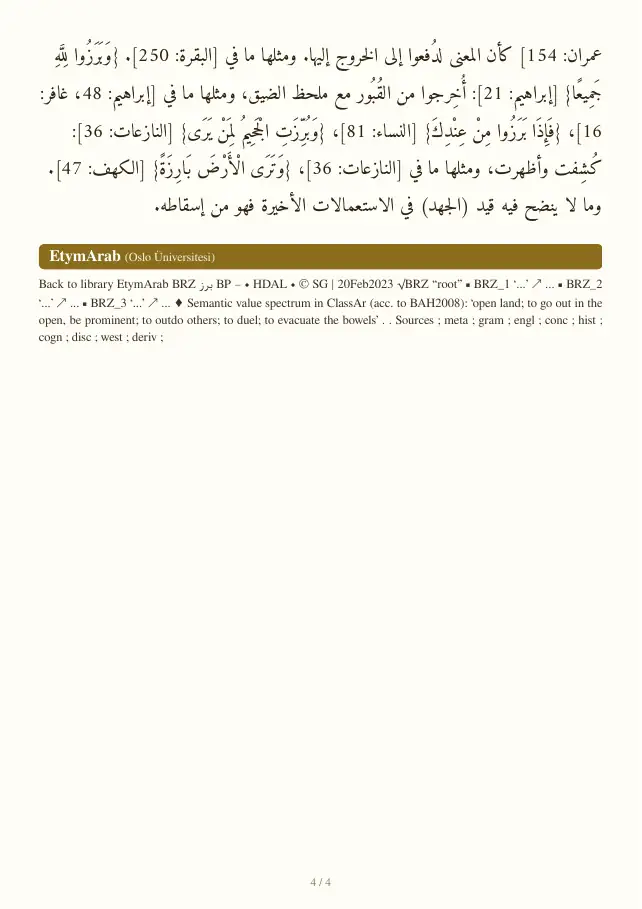 عمران: 154] كأن المعنى لدُفعوا إلى الخروج إليها. ومثلها ما في [البقرة: 250]. {وَبَرَزُوا لِلَّهِ
جَمِيعًا} [إبراهيم: 21]: أُخرِجوا من القُبُور مع ملحظ الضيق، ومثلها ما في [إبراهيم: 48، غافر:
16]، {فَإِذَا بَرَزُوا مِنْ عِنْدِكَ} [النساء: 81]، {وَبُرِّزَتِ الْجَحِيمُ لِمَنْ يَرَى} [النازعات: 36]:
كُشِفت وأظهرت، ومثلها ما في [النازعات: 36]، {وَتَرَى الْأَرْضَ بَارِزَةً} [الكهف: 47].
وما لا ينضح فيه قيد (الجهد) في الاستعمالات الأخيرة فهو من إسقاطه.
EtymArab (Oslo Üniversitesi)
Back to library EtymArab BRZ برز BP – ⬥ HDAL ⬥ © SG | 20Feb2023 √BRZ “root” ▪ BRZ_1 ‘…’ ↗ … ▪ BRZ_2
‘…’ ↗ … ▪ BRZ_3 ‘…’ ↗ … ♦ Semantic value spectrum in ClassAr (acc. to BAH2008): ‘open land; to go out in the
open, be prominent; to outdo others; to duel; to evacuate the bowels’ . . Sources ; meta ; gram ; engl ; conc ; hist ;
cogn ; disc ; west ; deriv ;
4 / 4